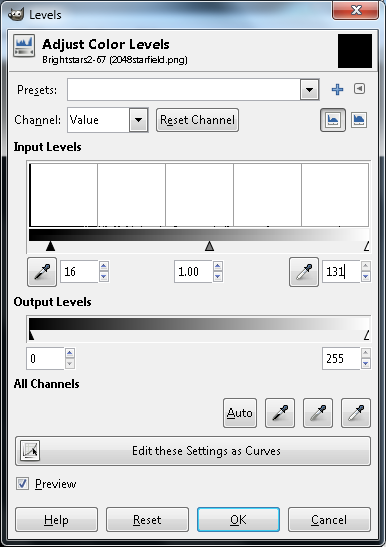 Levels
Adjust Color Levels
Brightstars2-67 (2048starfield.png)
Presets:
Channel: Value Reset Channel
Input Levels
16 1.00 131
Output Levels
0 255
All Channels
Auto
Edit these Settings as Curves
Preview
Help Reset OK Cancel